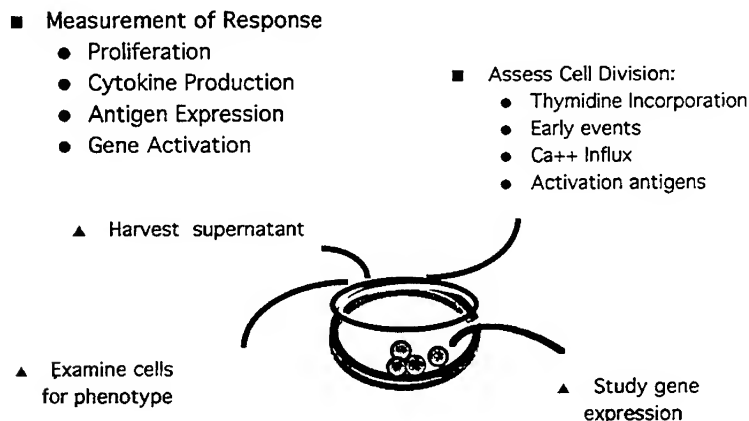 Measurement of Response
Proliferation
Cytokine Production
Antigen Expression
Gene Activation
Assess Cell Division:
Thymidine Incorporation
Early events
Ca++ Influx
Activation antigens
Harvest supernatant
Examine cells
for phenotype
Study gene
expression